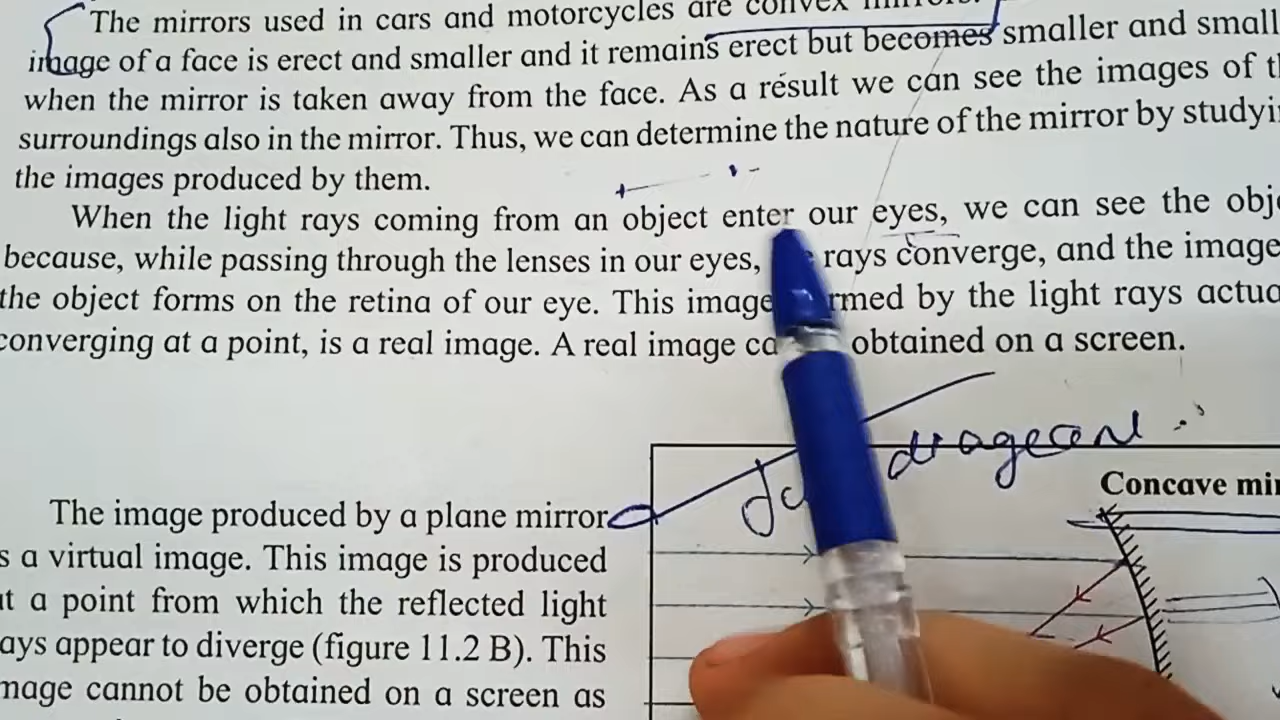 The mirrors used in cars and motorcycles are convex mirrors.
image of a face is erect and smaller and it remains erect but becomes smaller and small
when the mirror is taken away from the face. As a result we can see the images of t
surroundings also in the mirror. Thus, we can determine the nature of the mirror by studyi
the images produced by them.
When the light rays coming from an object enter our eyes, we can see the obje
because, while passing through the lenses in our eyes, rays converge, and the image
the object forms on the retina of our eye. This image rmed by the light rays actua
converging at a point, is a real image. A real image ca obtained on a screen.
Concave mi
The image produced by a plane mirror
s a virtual image. This image is produced
at a point from which the reflected light
ays appear to diverge (figure 11.2 B). This
mage cannot be obtained on a screen as